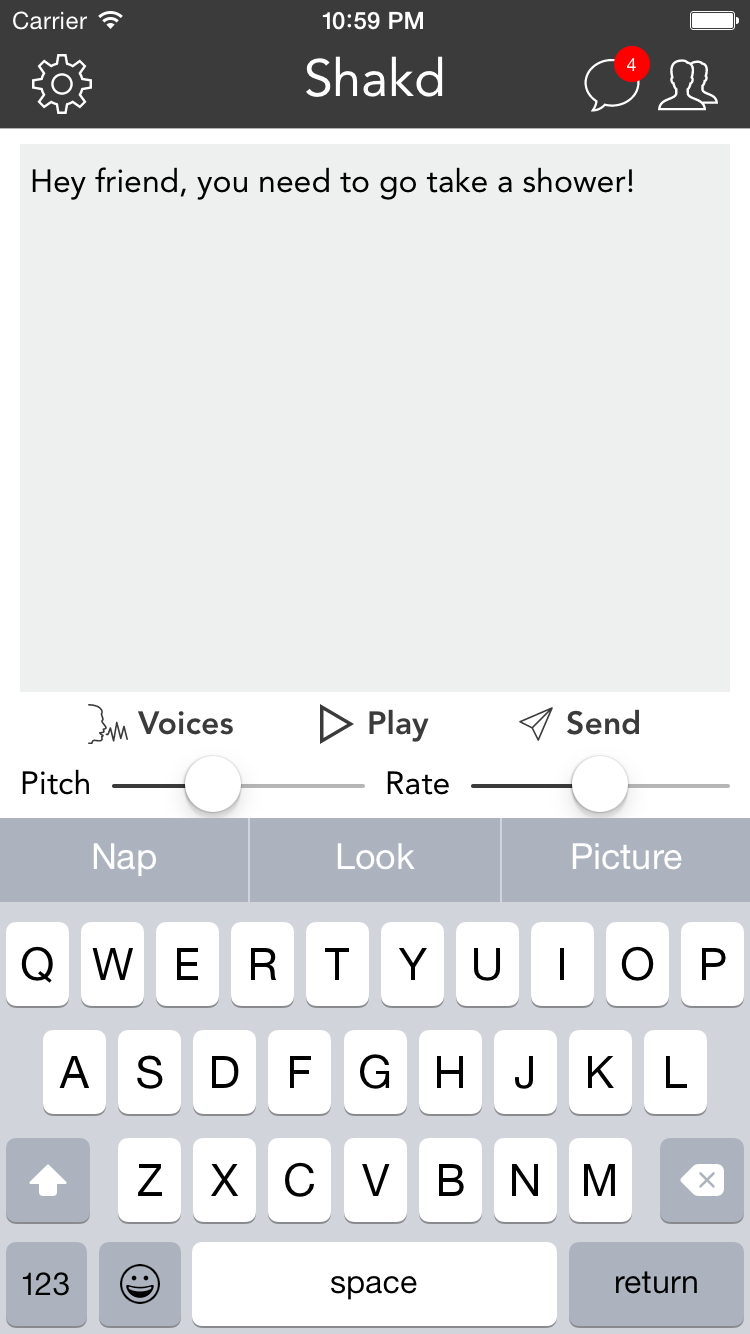 Carrier 10:59 PM
Shakd 4
Hey friend, you need to go take a shower!
Voices Play Send
Pitch Rate
Nap Look Picture
Q W E R T Y U I O P
A S D F G H J K L
Z X C V B N M
123 space return